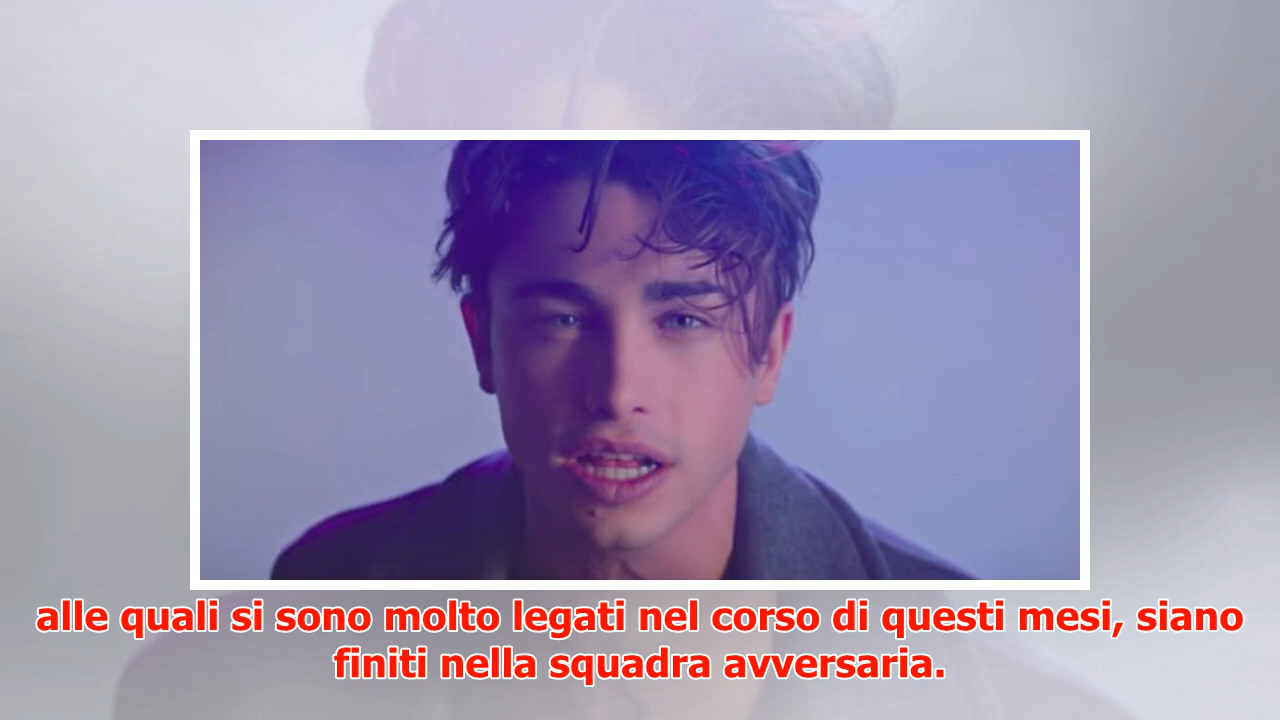 alle quali si sono molto legati nel corso di questi mesi, siano
finiti nella squadra avversaria.